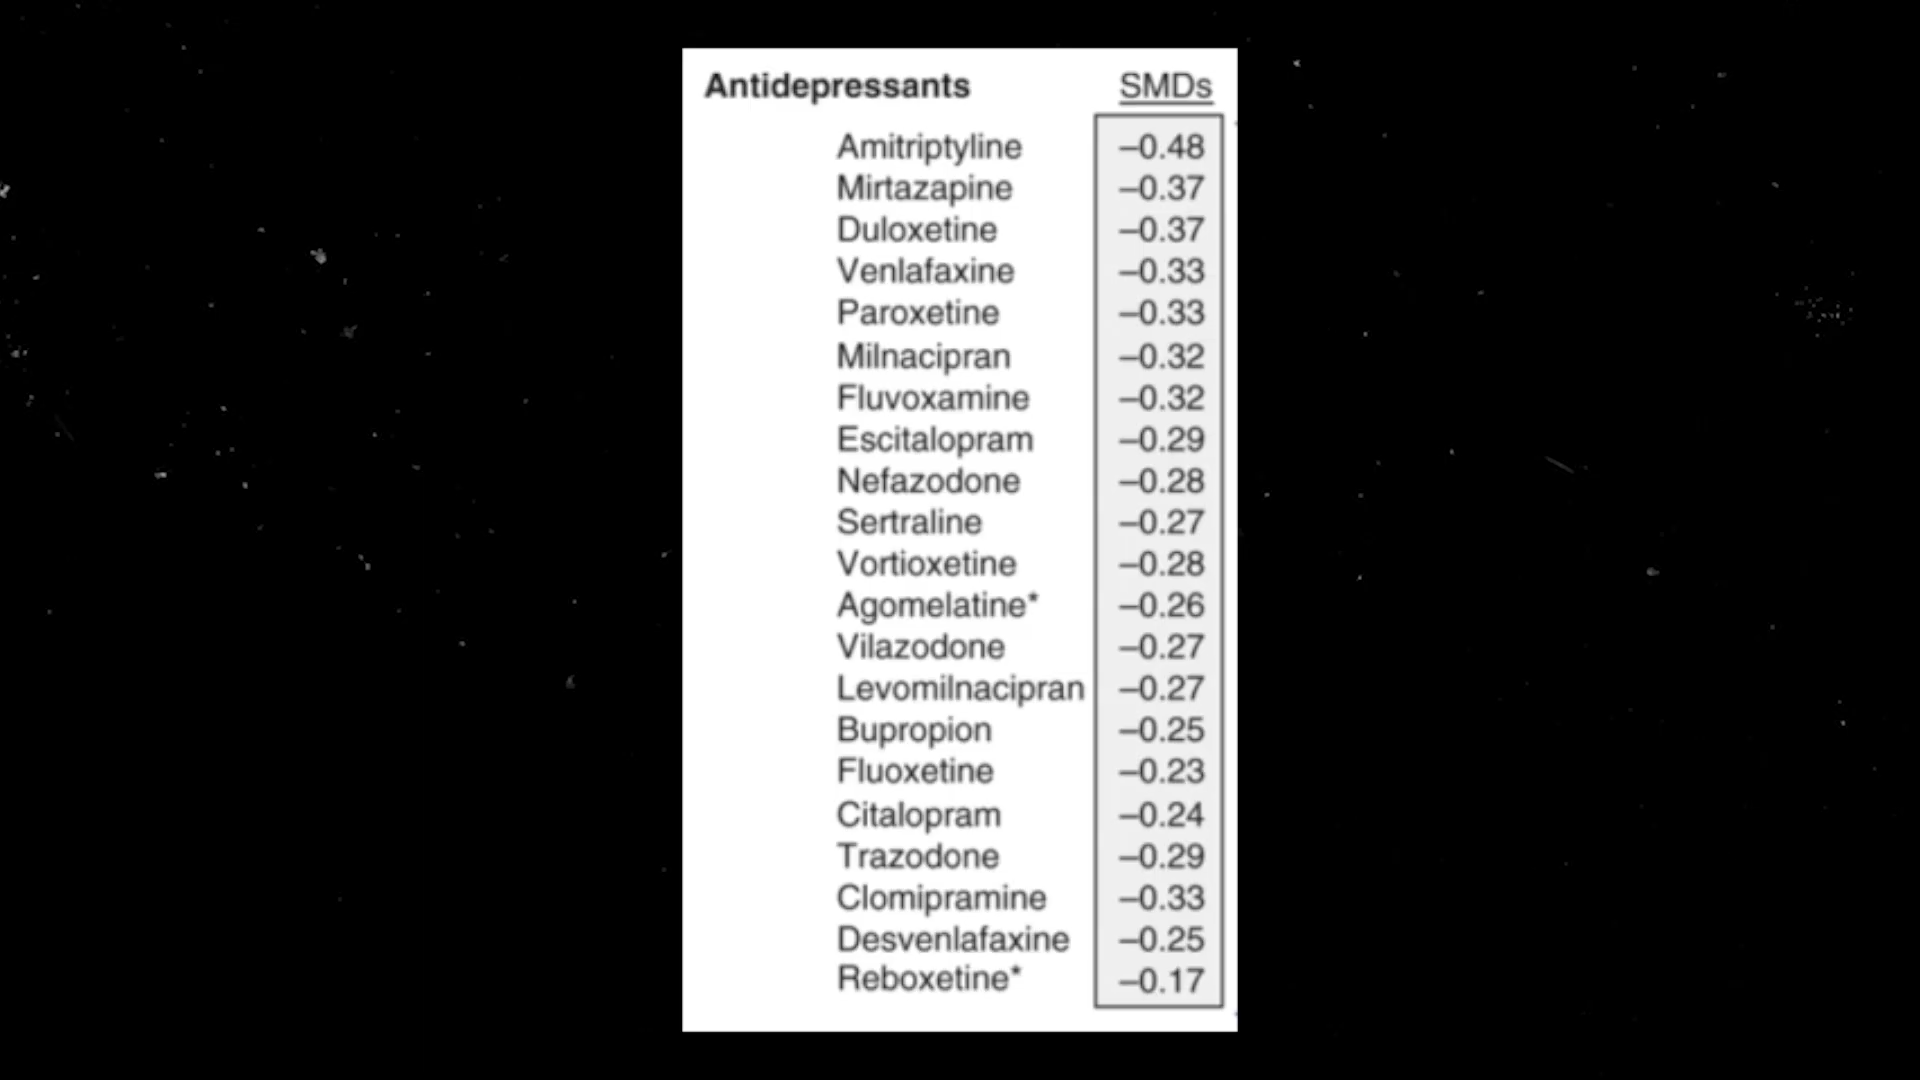 Antidepressants SMDs
Amitriptyline –0.48
Mirtazapine –0.37
Duloxetine –0.37
Venlafaxine –0.33
Paroxetine –0.33
Milnacipran –0.32
Fluvoxamine –0.32
Escitalopram –0.29
Nefazodone –0.28
Sertraline –0.27
Vortioxetine –0.28
Agomelatine* –0.26
Vilazodone –0.27
Levomilnacipran –0.27
Bupropion –0.25
Fluoxetine –0.23
Citalopram –0.24
Trazodone –0.29
Clomipramine –0.33
Desvenlafaxine –0.25
Reboxetine* –0.17